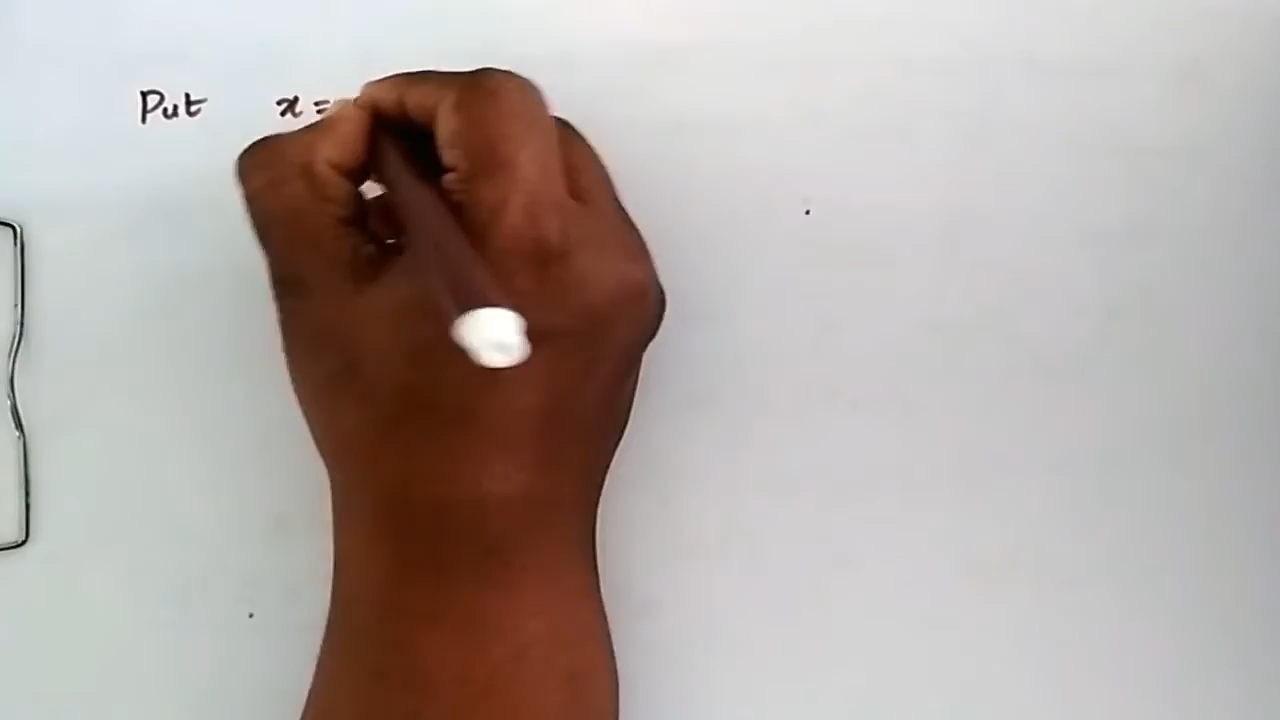 Put x =